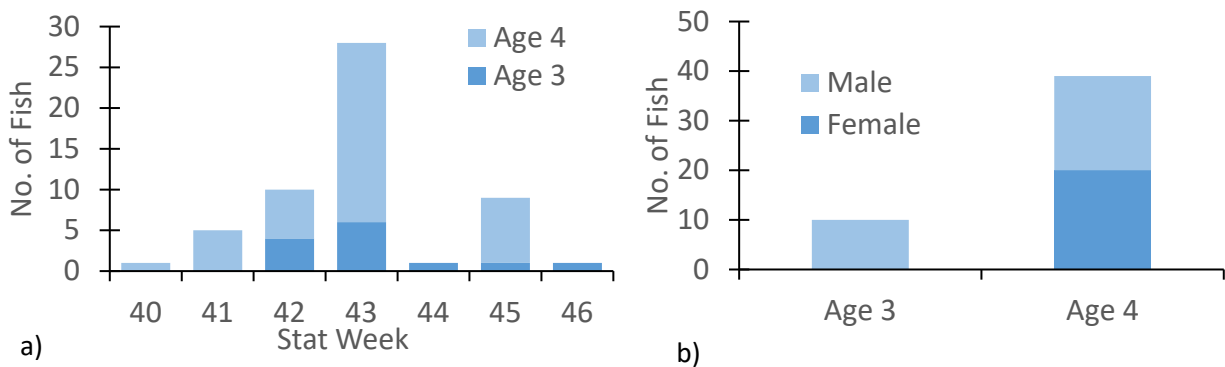 No. of Fish
30
25
20
15
10
5
0
Age 4
Age 3
40 41 42 43 44 45 46
Stat Week
a)
No. of Fish
50
40
30
20
10
0
Male
Female
Age 3 Age 4
b)